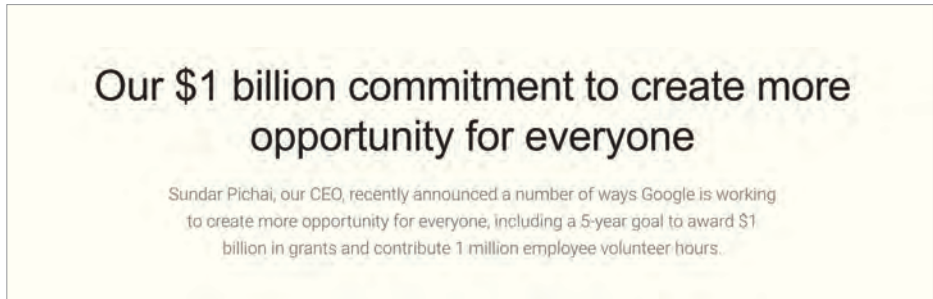 Our $1 billion commitment to create more
opportunity for everyone
Sundar Pichai, our CEO, recently announced a number of ways Google is working
to create more opportunity for everyone, including a 5-year goal to award $1
billion in grants and contribute 1 million employee volunteer hours.